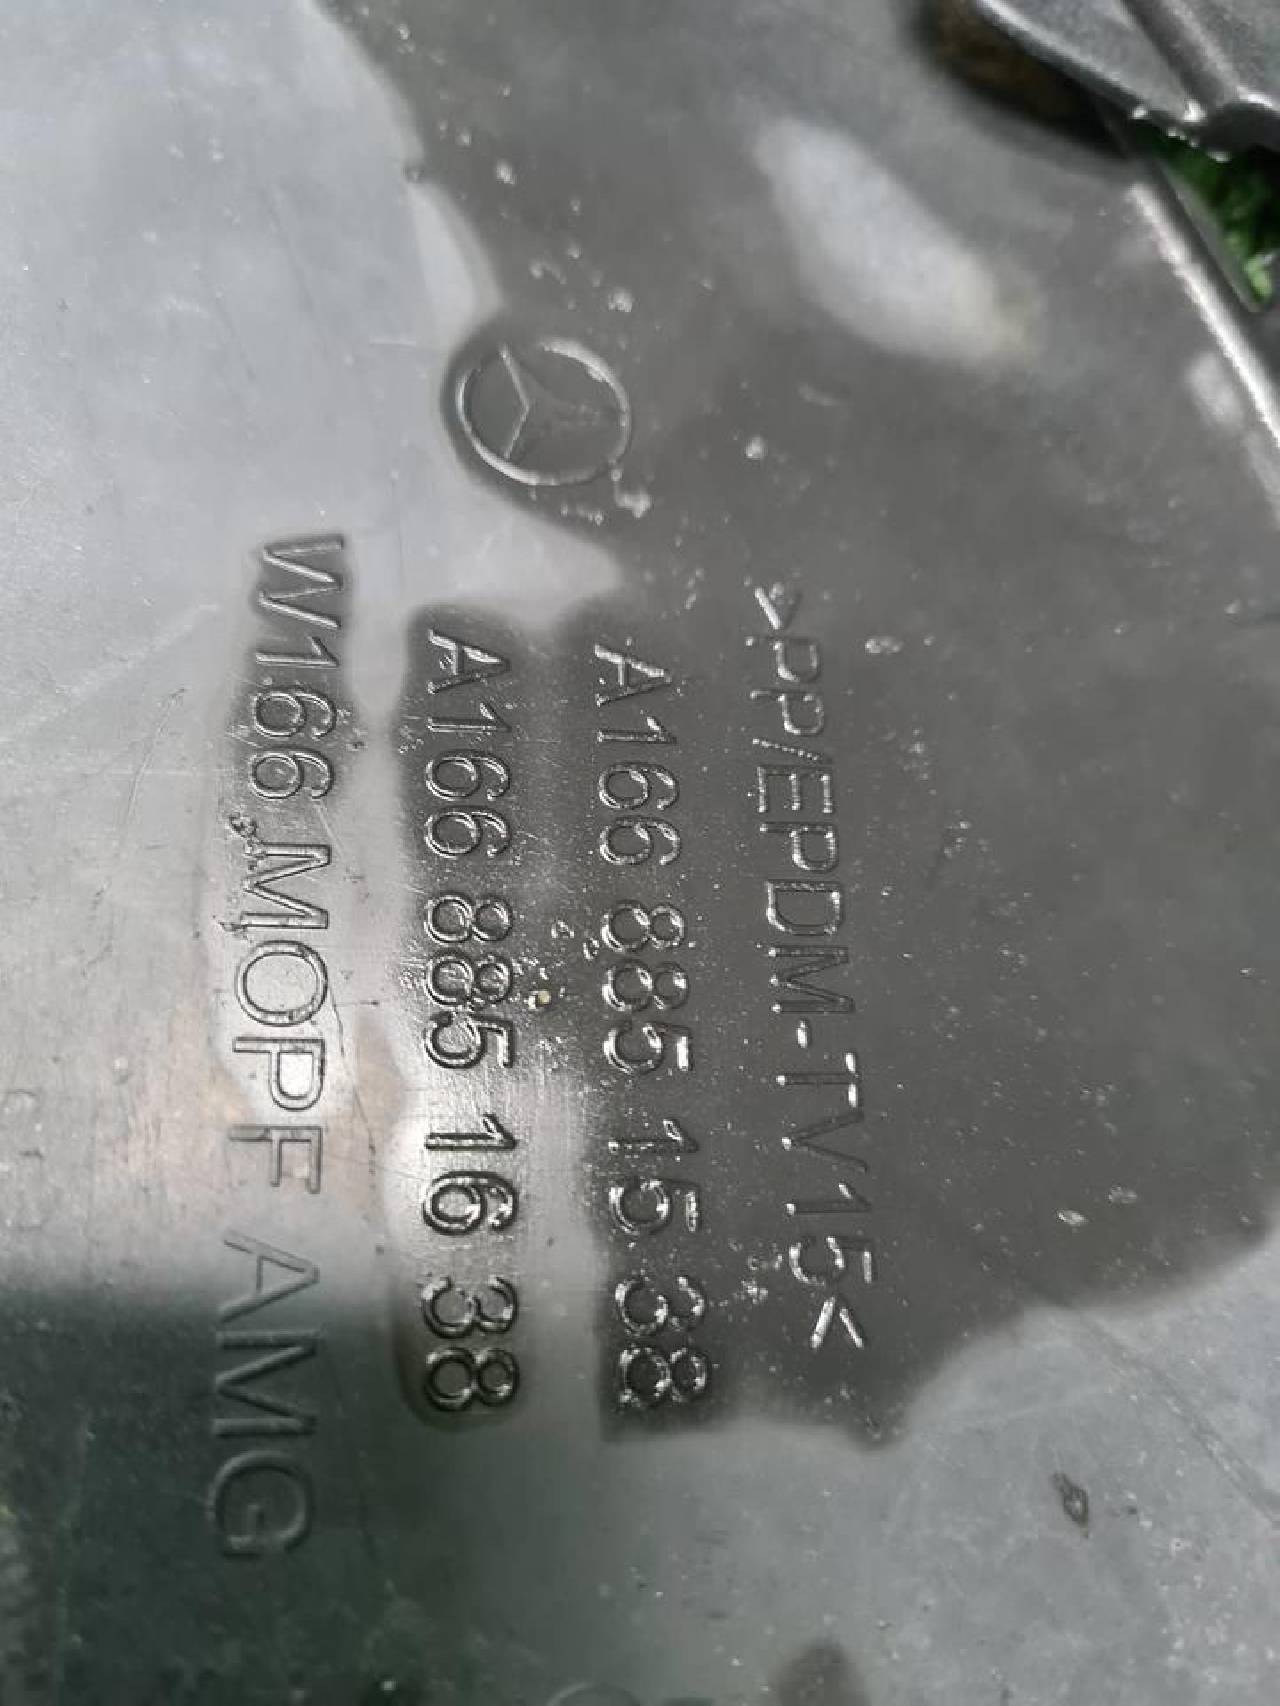 >PP/EPDM-TV15<
A166 885 15 38
A166 885 16 38
W166 MOPF AMG